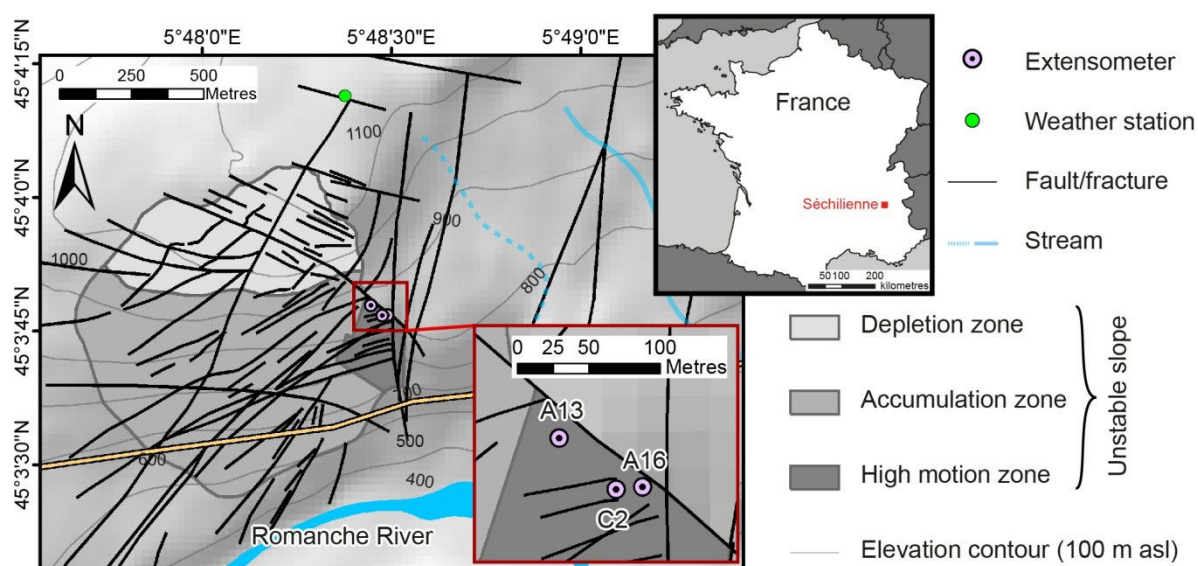 5°48'0"E
5°48'30"E
5°49'0"E
45°4'15"N
45°4'0"N
45°3'45"N
45°3'30"N
0 250 500
Metres
N
1100
1000
900
800
600
500
400
Romanche River
0 25 50 100
Metres
A13
A16
C2
France
Séchilienne
50 100 200
kilometres
Extensometer
Weather station
Fault/fracture
Stream
Depletion zone
Accumulation zone
High motion zone
Unstable slope
Elevation contour (100 m asl)